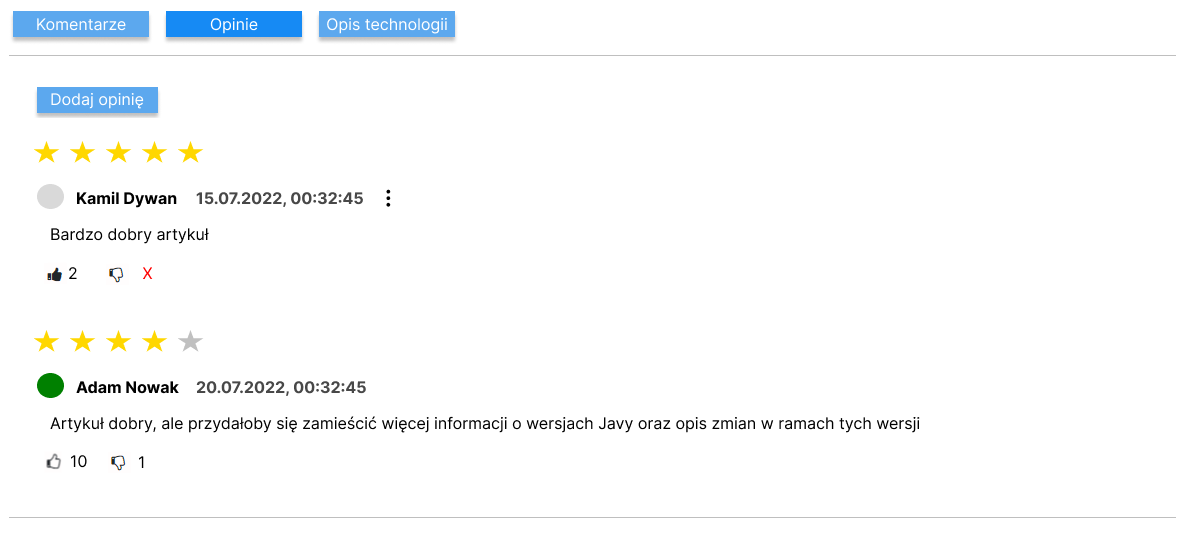 Komentarze Opinie Opis technologii
Dodaj opinię
Kamil Dywan 15.07.2022, 00:32:45
Bardzo dobry artykuł
2 X
Adam Nowak 20.07.2022, 00:32:45
Artykuł dobry, ale przydałoby się zamieścić więcej informacji o wersjach Javy oraz opis zmian w ramach tych wersji
10 1